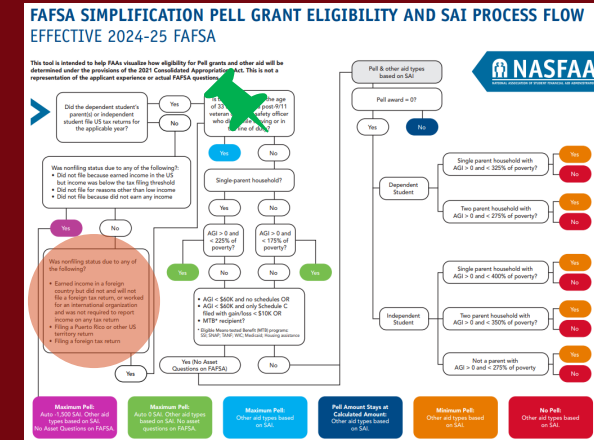 FAFSA SIMPLIFICATION PELL GRANT ELIGIBILITY AND SAI PROCESS FLOW
EFFECTIVE 2024-25 FAFSA
This tool is intended to help FAAs visualize how eligibility for Pell grants and other aid will be
determined under the provisions of the 2021 Consolidated Appropriations Act. This is not a
representation of the applicant experience or actual FAFSA questions.
NASFAA
NATIONAL ASSOCIATION OF STUDENT FINANCIAL AID ADMINISTRATORS
Did the dependent student's
parent(s) or independent
student file US tax returns for
the applicable year?
Yes
No
Is the age
of 33 post-9/11
veteran safety officer
who di ving or in
the line of duty?
Yes
No
Was nonfiling status due to any of the following?:
• Did not file because earned income in the US
but income was below the tax filing threshold
• Did not file for reasons other than low income
• Did not file because did not earn any income
Yes
No
Was nonfiling status due to any of
the following?
• Earned income in a foreign
country but did not and will not
file a foreign tax return, or worked
for an international organization
and was not required to report
income on any tax return
• Filing a Puerto Rico or other US
territory return
• Filing a foreign tax return
Yes
Single-parent household?
Yes
No
AGI > 0 and
< 225% of
poverty?
AGI > 0 and
< 175% of
poverty?
Yes
No
No
Yes
• AGI < $60K and no schedules OR
• AGI < $60K and only Schedule C
filed with gain/loss < $10K OR
• MTB* recipient?
* Eligible Means-tested Benefit (MTB) programs:
SSI, SNAP, TANF, WIC, Medicaid, Housing assistance
Yes (No Asset
Questions on FAFSA)
No
Pell & other aid types
based on SAI
Pell award = 0?
Yes
No
Dependent
Student
Single parent household with
AGI > 0 and < 325% of poverty?
Yes
No
Two parent household with
AGI > 0 and < 275% of poverty?
Yes
No
Independent
Student
Single parent household with
AGI > 0 and < 400% of poverty?
Yes
No
Two parent household with
AGI > 0 and < 350% of poverty?
Yes
No
Not a parent with
AGI > 0 and < 275% of poverty
Yes
No
Maximum Pell:
Auto -1,500 SAI. Other aid
types based on SAI.
No Asset Questions on FAFSA.
Maximum Pell:
Auto 0 SAI. Other aid types
based on SAI. No asset
questions on FAFSA.
Maximum Pell:
Other aid types based
on SAI.
Pell Amount Stays at
Calculated Amount:
Other aid types based
on SAI.
Minimum Pell:
Other aid types based
on SAI.
No Pell:
Other aid types based
on SAI.